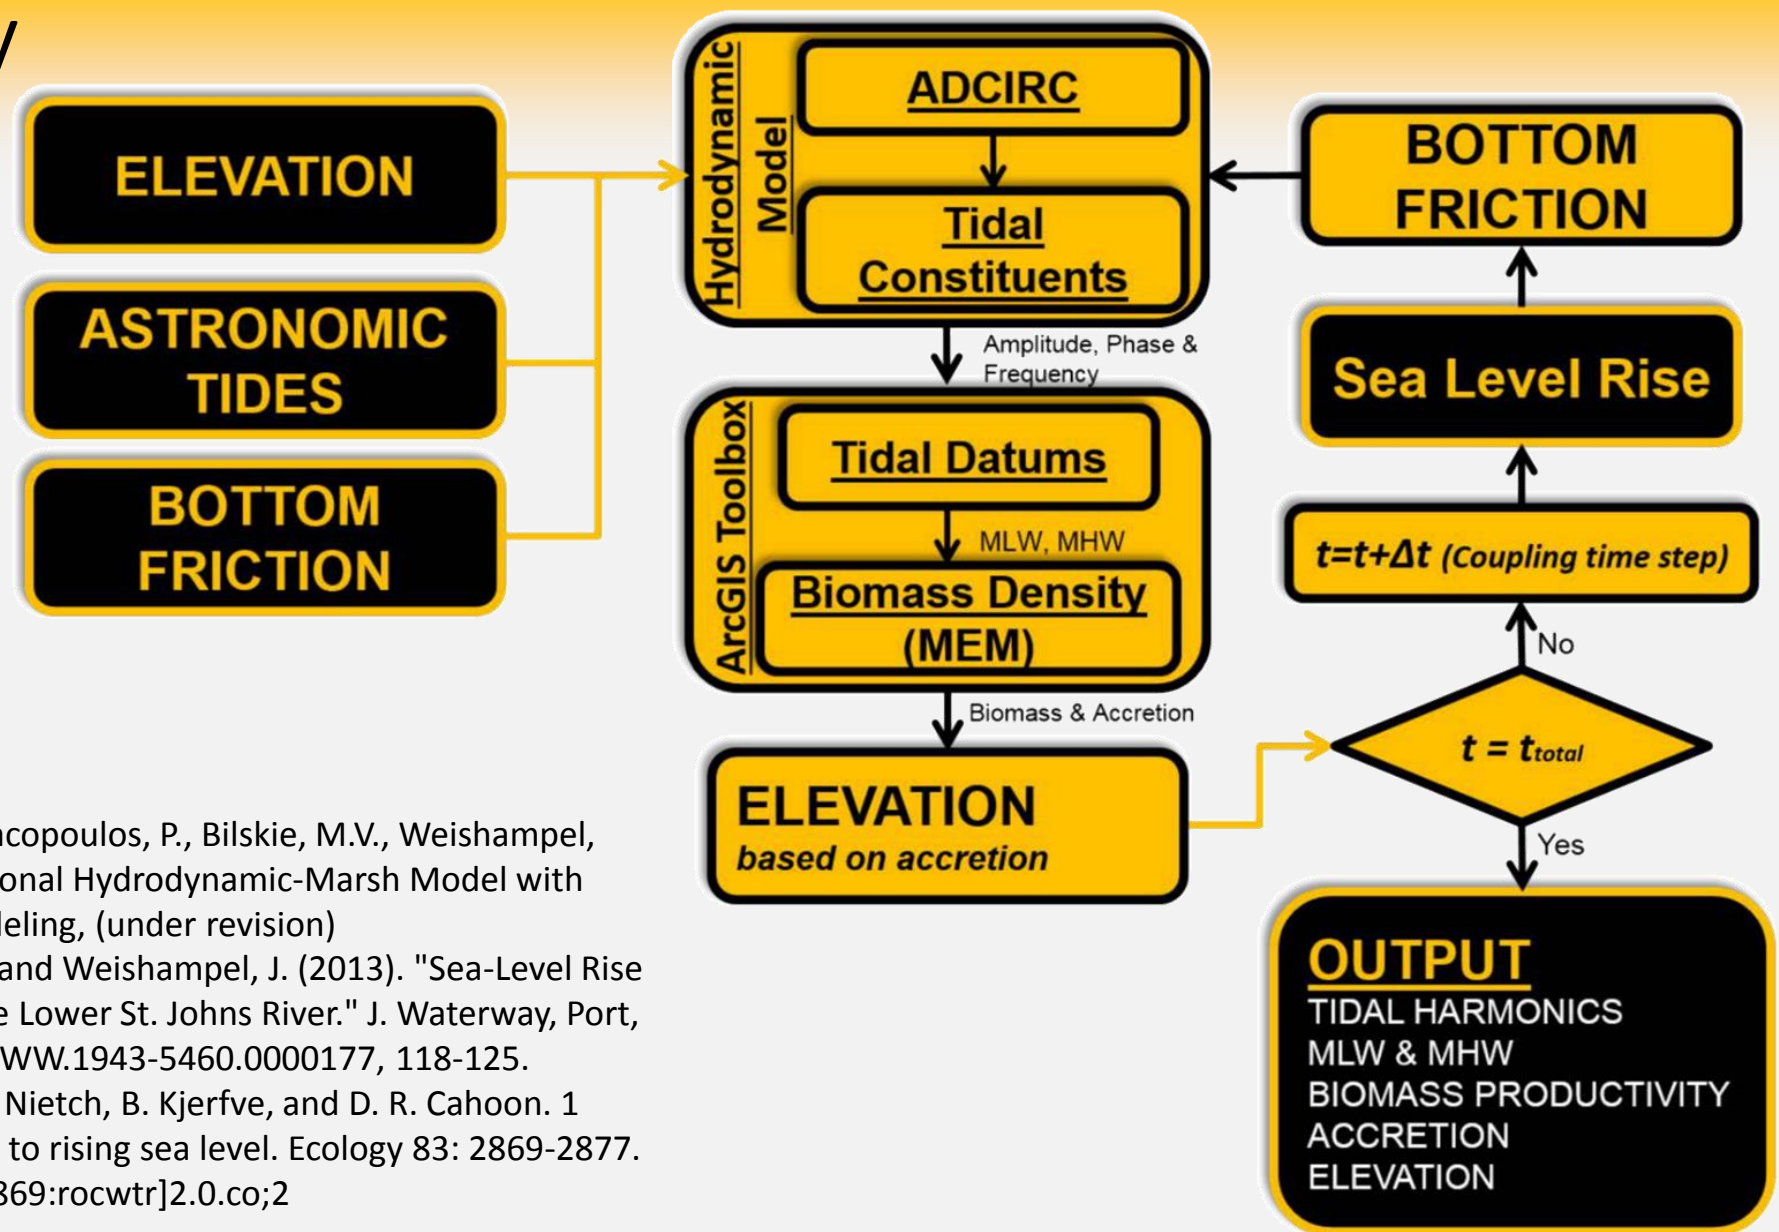 ELEVATION
ASTRONOMIC
TIDES
BOTTOM
FRICTION
Hydrodynamic
Model
ADCIRC
Tidal
Constituents
Amplitude, Phase &
Frequency
ArcGIS Toolbox
Tidal Datums
MLW, MHW
Biomass Density
(MEM)
Biomass & Accretion
ELEVATION
based on accretion
BOTTOM
FRICTION
Sea Level Rise
t=t+Δt (Coupling time step)
No
t = ttotal
Yes
OUTPUT
TIDAL HARMONICS
MLW & MHW
BIOMASS PRODUCTIVITY
ACCRETION
ELEVATION
acopoulos, P., Bilskie, M.V., Weishampel,
onal Hydrodynamic-Marsh Model with
leling, (under revision)
and Weishampel, J. (2013). "Sea-Level Rise
e Lower St. Johns River." J. Waterway, Port,
WW.1943-5460.0000177, 118-125.
Nietch, B. Kjerfve, and D. R. Cahoon. 1
to rising sea level. Ecology 83: 2869-2877.
869:rocwtr]2.0.co;2